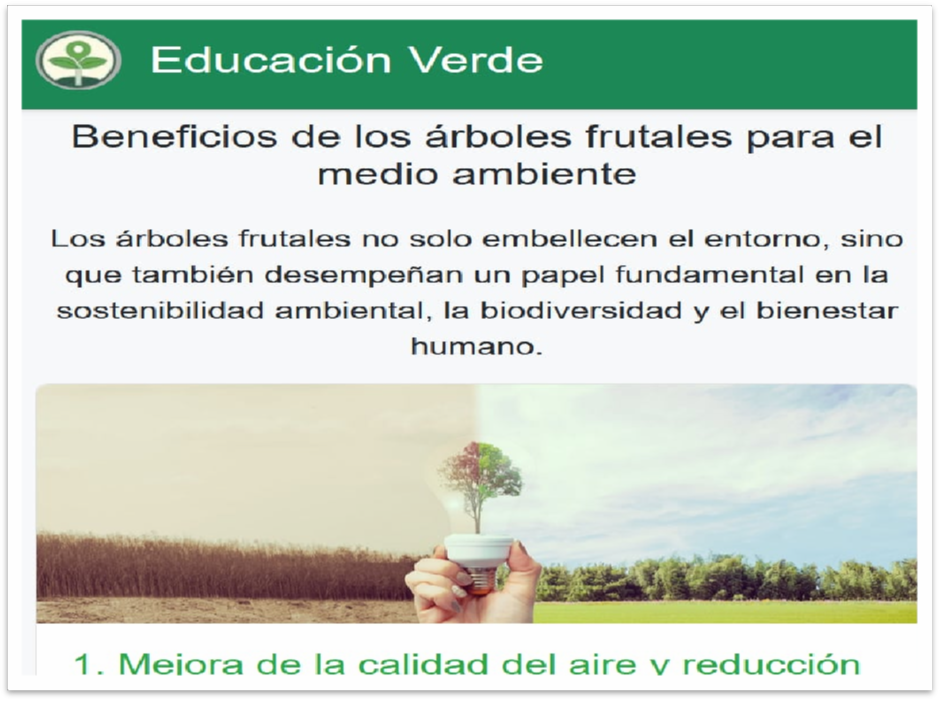 Educación Verde
Beneficios de los árboles frutales para el
medio ambiente
Los árboles frutales no solo embellecen el entorno, sino
que también desempeñan un papel fundamental en la
sostenibilidad ambiental, la biodiversidad y el bienestar
humano.
1. Mejora de la calidad del aire y reducción